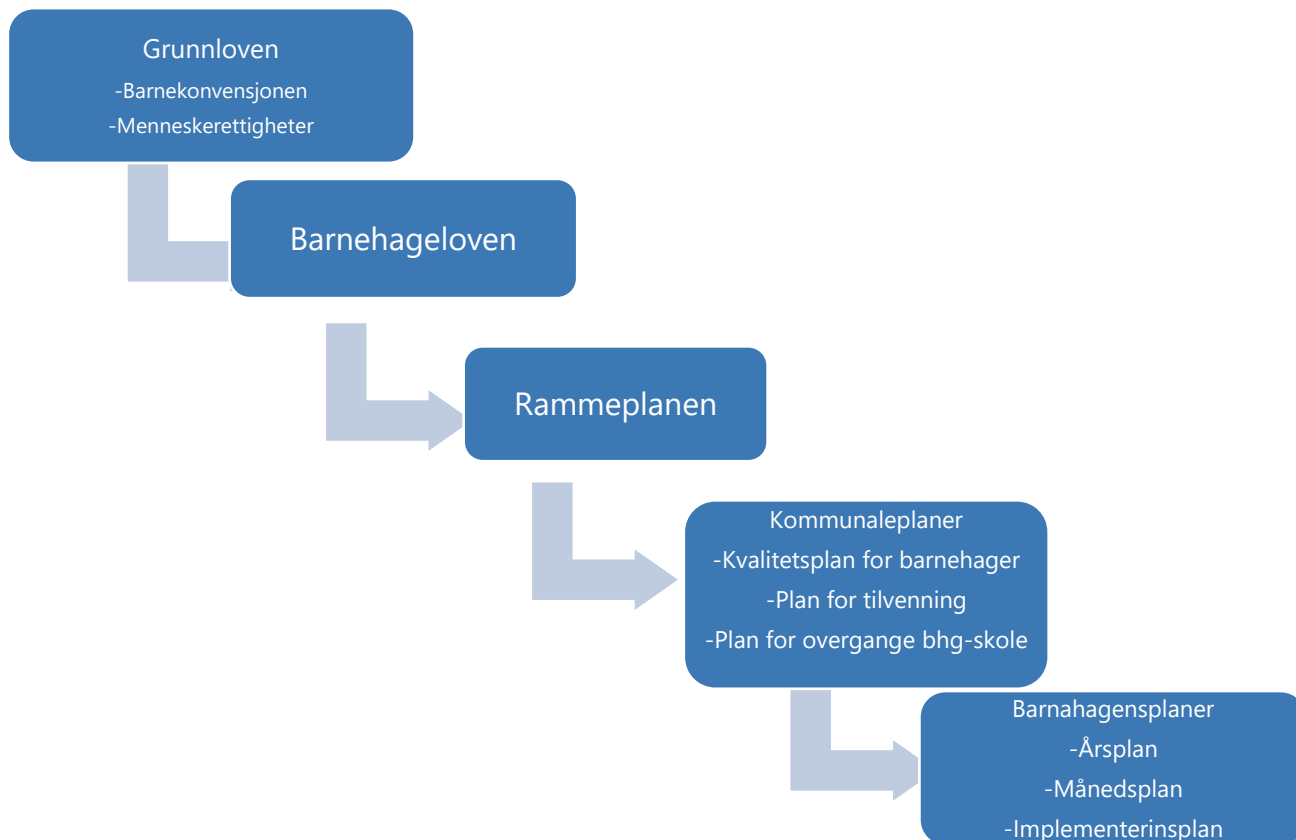 Grunnloven
-Barnekonvensjonen
-Menneskerettigheter
Barnehageloven
Rammeplanen
Kommunaleplaner
-Kvalitetsplan for barnehager
-Plan for tilvenning
-Plan for overgange bhg-skole
Barnahagensplaner
-Årsplan
-Månedsplan
-Implementerinsplan